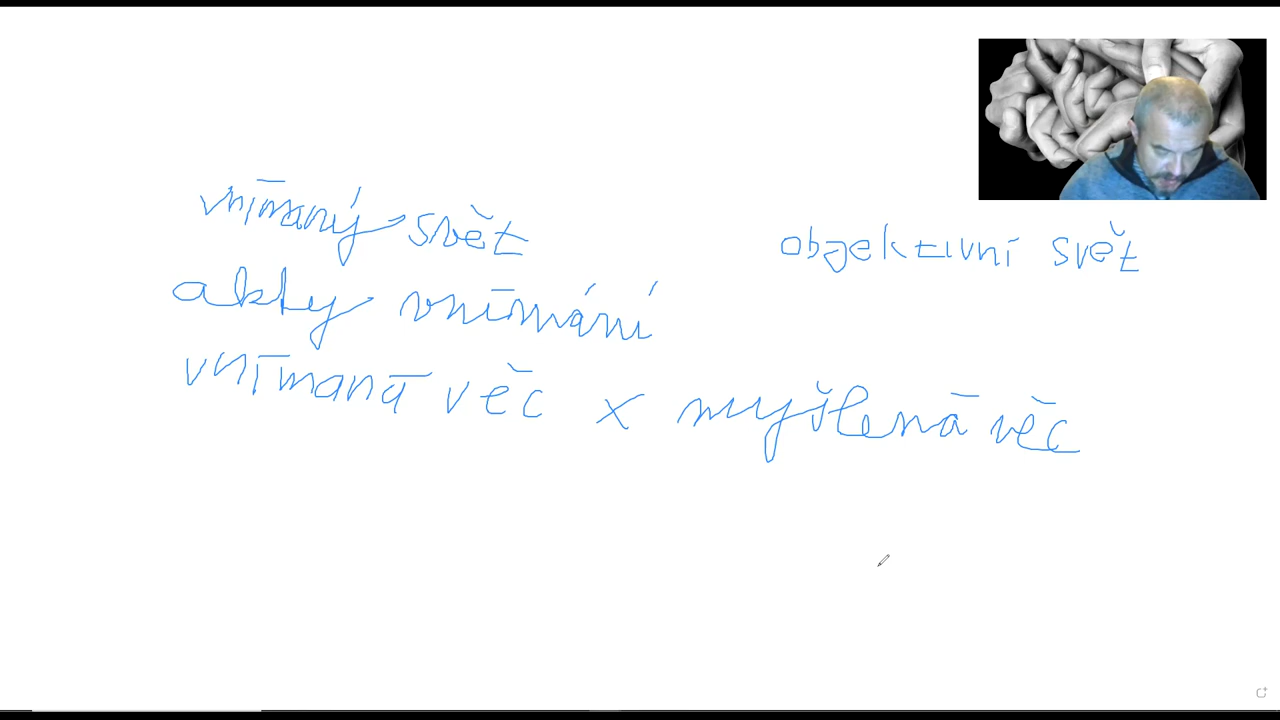 vnímaný svět
objektivní svět
akty vnímání
vnímaná věc x myšlená věc